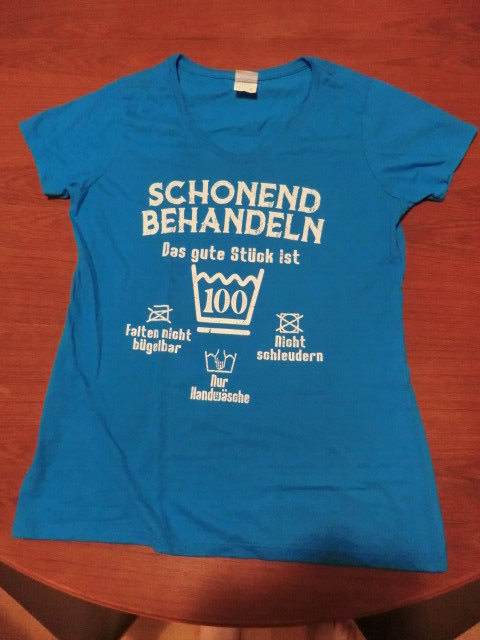 SCHONEND
BEHANDELN
Das gute Stück ist
100
Falten nicht
bügelbar
Nicht
schleudern
Nur
Handwäsche